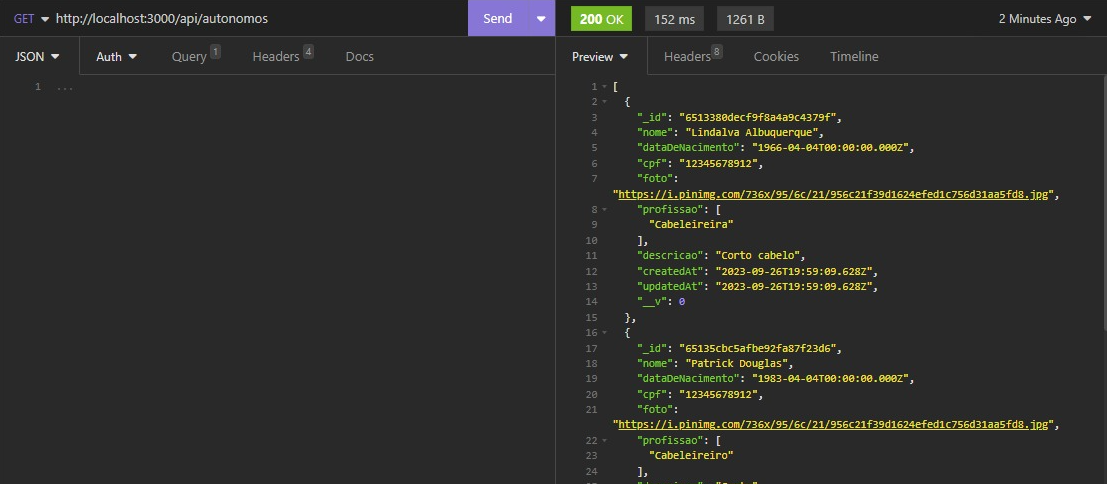 GET http://localhost:3000/api/autonomos Send 200 OK 152 ms 1261 B 2 Minutes Ago
JSON Auth Query 1 Headers 4 Docs Preview Headers 8 Cookies Timeline
1 ...
1 [
2 {
3 "_id": "6513380decf9f8a4a9c4379f",
4 "nome": "Lindalva Albuquerque",
5 "dataDeNacimento": "1966-04-04T00:00:00.000Z",
6 "cpf": "12345678912",
7 "foto":
"https://i.pinimg.com/736x/95/6c/21/956c21f39d1624efed1c756d31aa5fd8.jpg",
8 "profissao": [
9 "Cabeleireira"
10 ],
11 "descricao": "Corto cabelo",
12 "createdAt": "2023-09-26T19:59:09.628Z",
13 "updatedAt": "2023-09-26T19:59:09.628Z",
14 "__v": 0
15 },
16 {
17 "_id": "65135cbc5afbe92fa87f23d6",
18 "nome": "Patrick Douglas",
19 "dataDeNacimento": "1983-04-04T00:00:00.000Z",
20 "cpf": "12345678912",
21 "foto":
"https://i.pinimg.com/736x/95/6c/21/956c21f39d1624efed1c756d31aa5fd8.jpg",
22 "profissao": [
23 "Cabeleireiro"
24 ],